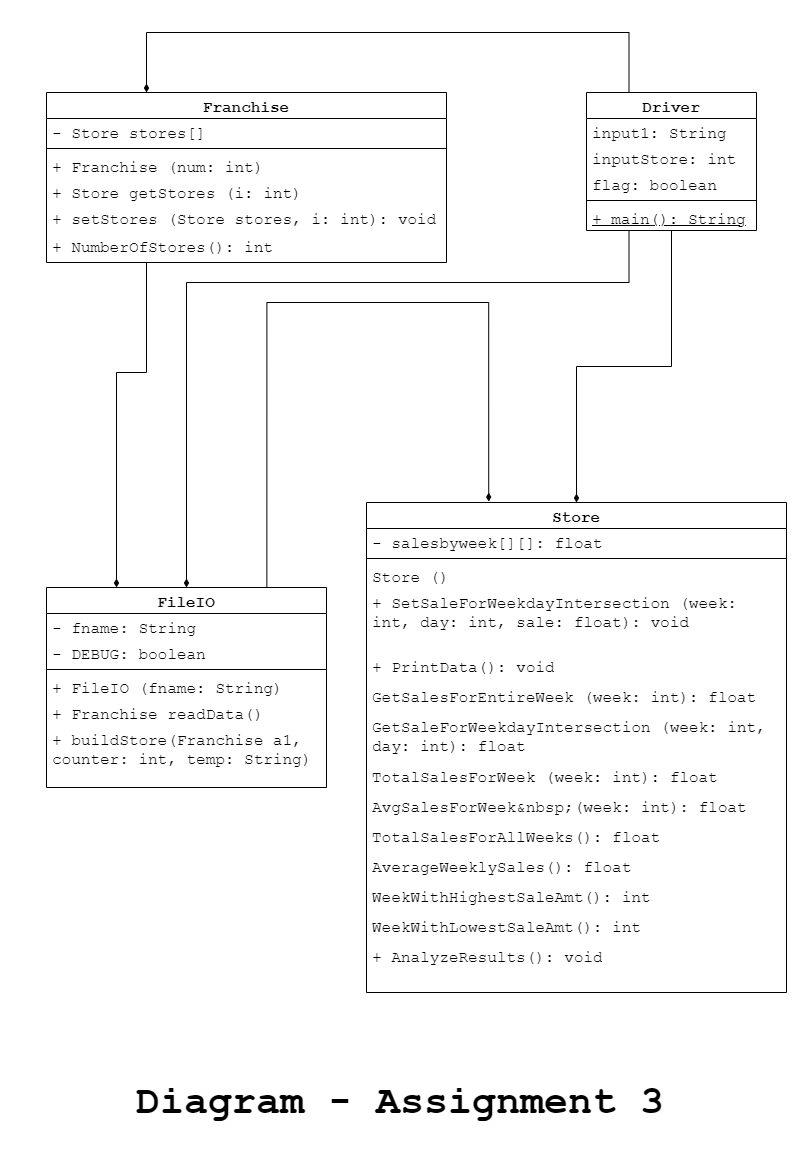 Franchise
- Store stores[]
+ Franchise (num: int)
+ Store getStores (i: int)
+ setStores (Store stores, i: int): void
+ NumberOfStores(): int
Driver
input1: String
inputStore: int
flag: boolean
+ main(): String
Store
- salesbyweek[][]: float
Store ()
+ SetSaleForWeekdayIntersection (week:
int, day: int, sale: float): void
+ PrintData(): void
GetSalesForEntireWeek (week: int): float
GetSaleForWeekdayIntersection (week: int,
day: int): float
TotalSalesForWeek (week: int): float
AvgSalesForWeek&nbsp;(week: int): float
TotalSalesForAllWeeks(): float
AverageWeeklySales(): float
WeekWithHighestSaleAmt(): int
WeekWithLowestSaleAmt(): int
+ AnalyzeResults(): void
FileIO
- fname: String
- DEBUG: boolean
+ FileIO (fname: String)
+ Franchise readData()
+ buildStore(Franchise a1,
counter: int, temp: String)
Diagram - Assignment 3